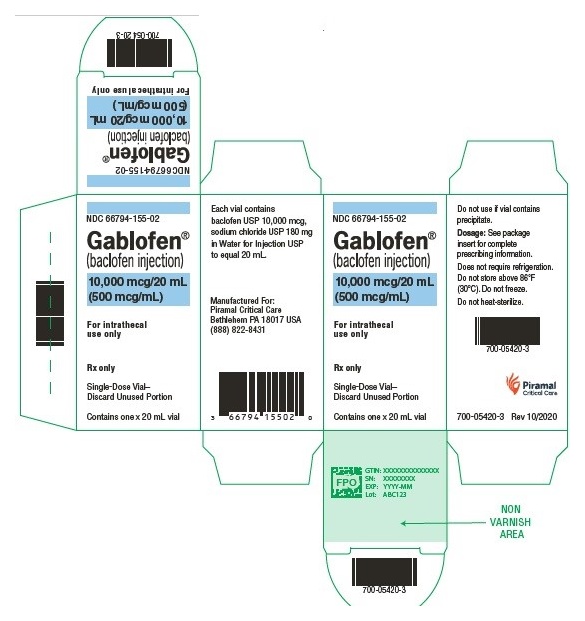 700-054 20-3
For intrathecal use only
(500 mcg/mL)
10,000 mcg/20 mL
(baclofen injection)
Gablofen®
NDC 66794-155-02
NDC 66794-155-02
Gablofen®
(baclofen injection)
10,000 mcg/20 mL
(500 mcg/mL)
For intrathecal
use only
Rx only
Single-Dose Vial–
Discard Unused Portion
Contains one x 20 mL vial
Each vial contains
baclofen USP 10,000 mcg,
sodium chloride USP 180 mg
in Water for Injection USP
to equal 20 mL.
Manufactured For:
Piramal Critical Care
Bethlehem PA 18017 USA
(888) 822-8431
3 66794 15502 0
NDC 66794-155-02
Gablofen®
(baclofen injection)
10,000 mcg/20 mL
(500 mcg/mL)
For intrathecal
use only
Rx only
Single-Dose Vial–
Discard Unused Portion
Contains one x 20 mL vial
Do not use if vial contains
precipitate.
Dosage: See package
insert for complete
prescribing information.
Does not require refrigeration.
Do not store above 86°F
(30°C). Do not freeze.
Do not heat-sterilize.
700-05420-3
Piramal
Critical Care
700-05420-3 Rev 10/2020
FPO
GTIN: XXXXXXXXXXXXXX
SN: XXXXXXXX
EXP: YYYY-MM
Lot: ABC123
NON
VARNISH
AREA
700-05420-3